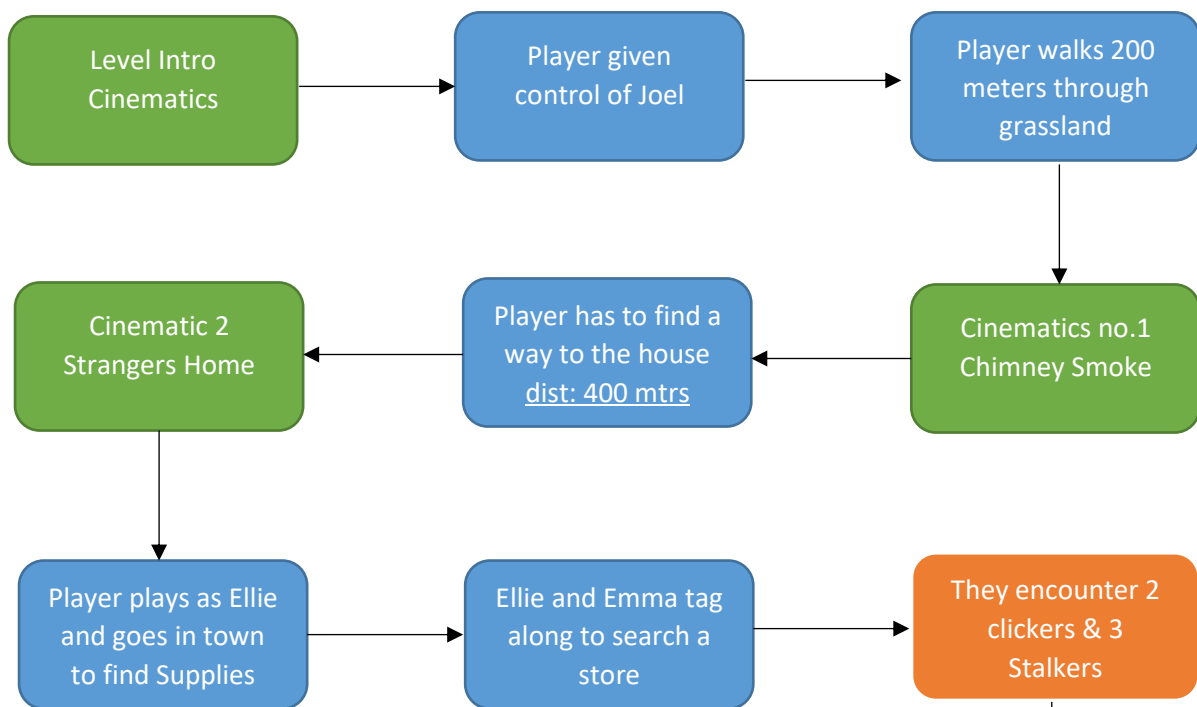 Level Intro
Cinematics
Player given
control of Joel
Player walks 200
meters through
grassland
Cinematics no.1
Chimney Smoke
Player has to find a
way to the house
dist: 400 mtrs
Cinematic 2
Strangers Home
Player plays as Ellie
and goes in town
to find Supplies
Ellie and Emma tag
along to search a
store
They encounter 2
clickers & 3
Stalkers